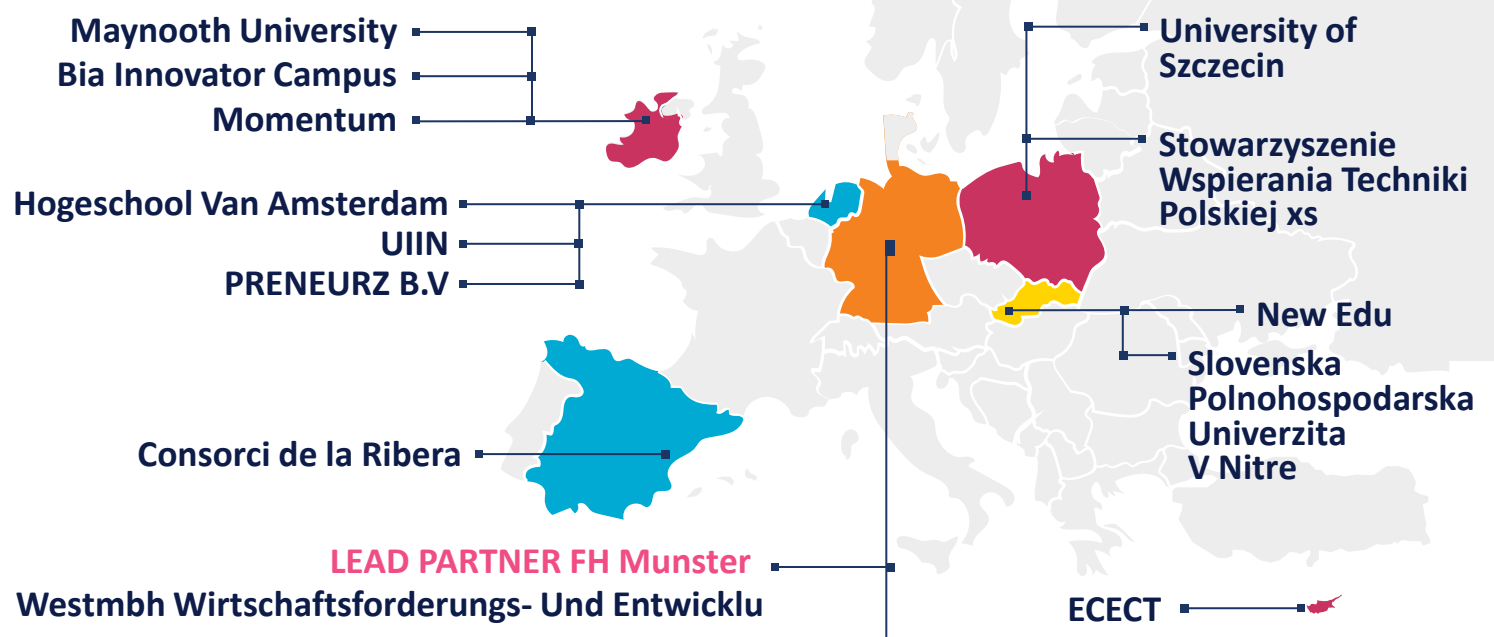 Maynooth University
Bia Innovator Campus
Momentum
Hogeschool Van Amsterdam
UIIN
PRENEURZ B.V
Consorci de la Ribera
LEAD PARTNER FH Munster
Westmbh Wirtschaftsforderungs- Und Entwicklu
University of
Szczecin
Stowarzyszenie
Wspierania Techniki
Polskiej xs
New Edu
Slovenska
Polnohospodarska
Univerzita
V Nitre
ECECT